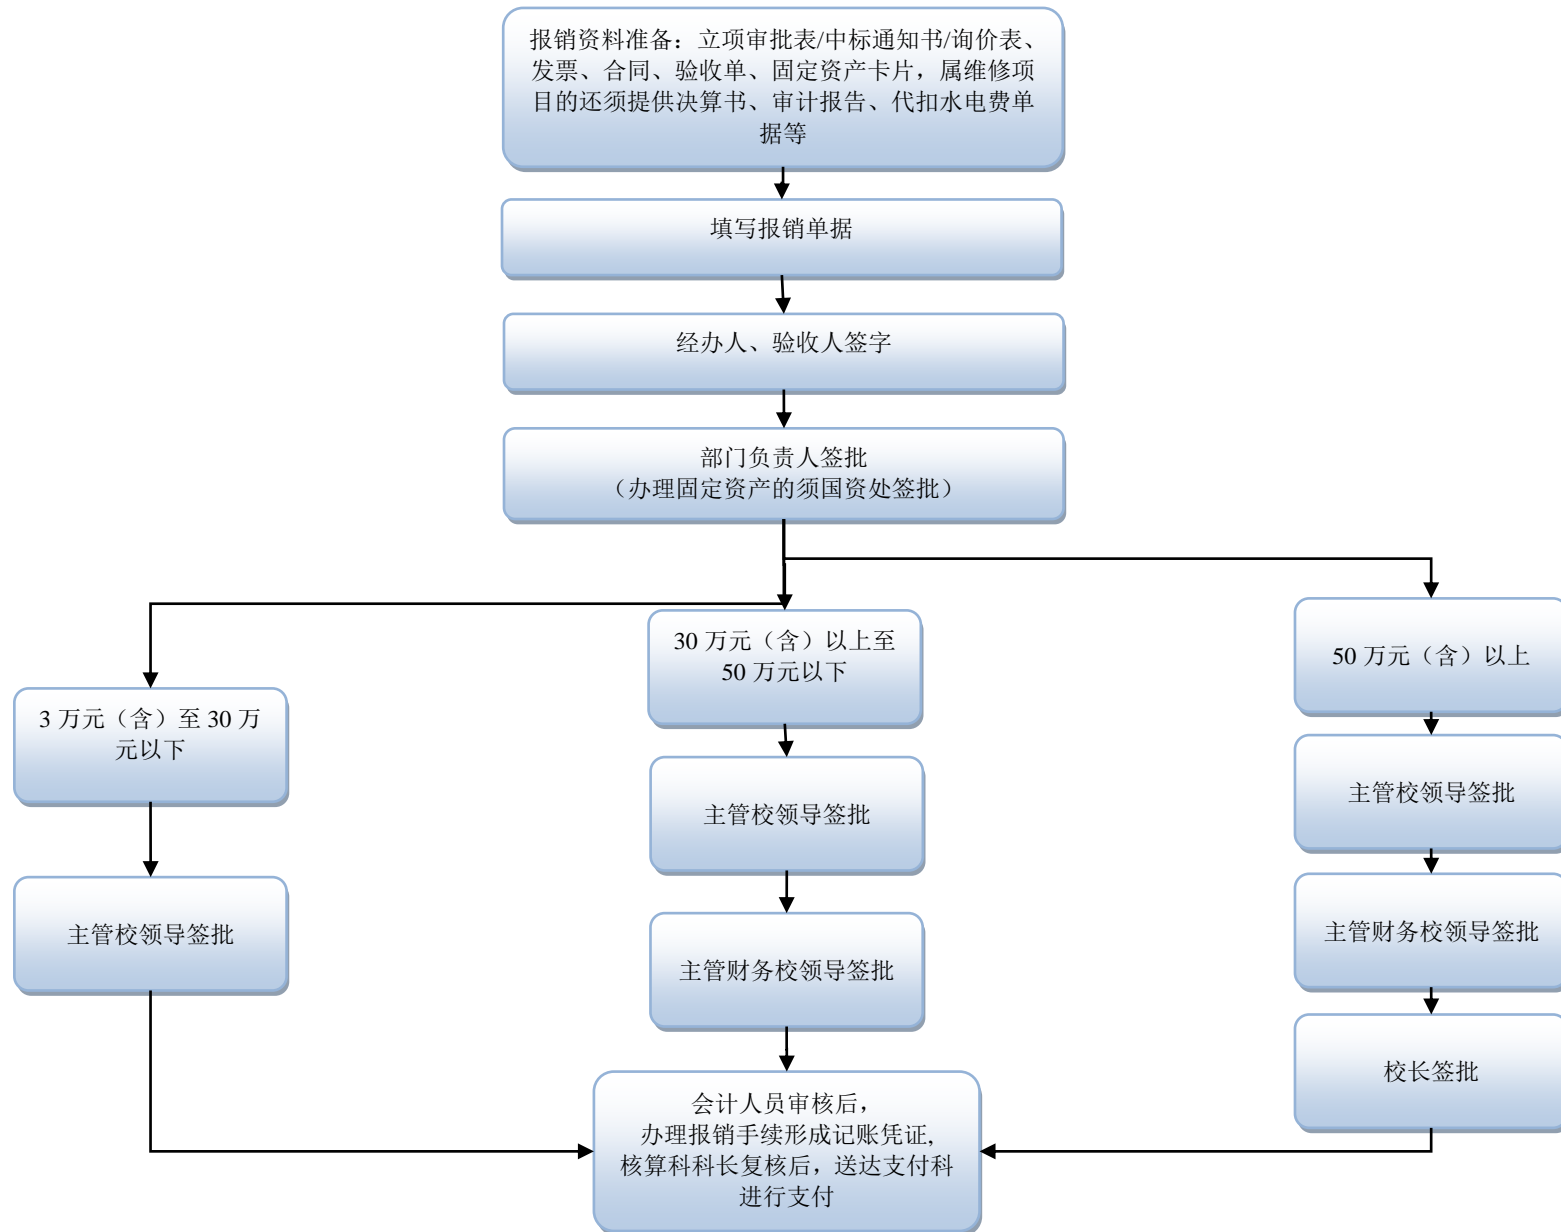 报销资料准备：立项审批表/中标通知书/询价表、
发票、合同、验收单、固定资产卡片，属维修项
目的还须提供决算书、审计报告、代扣水电费单
据等
填写报销单据
经办人、验收人签字
部门负责人签批
（办理固定资产的须国资处签批）
3 万元（含）至 30 万
元以下
主管校领导签批
30 万元（含）以上至
50 万元以下
主管校领导签批
主管财务校领导签批
50 万元（含）以上
主管校领导签批
主管财务校领导签批
校长签批
会计人员审核后，
办理报销手续形成记账凭证,
核算科科长复核后，送达支付科
进行支付